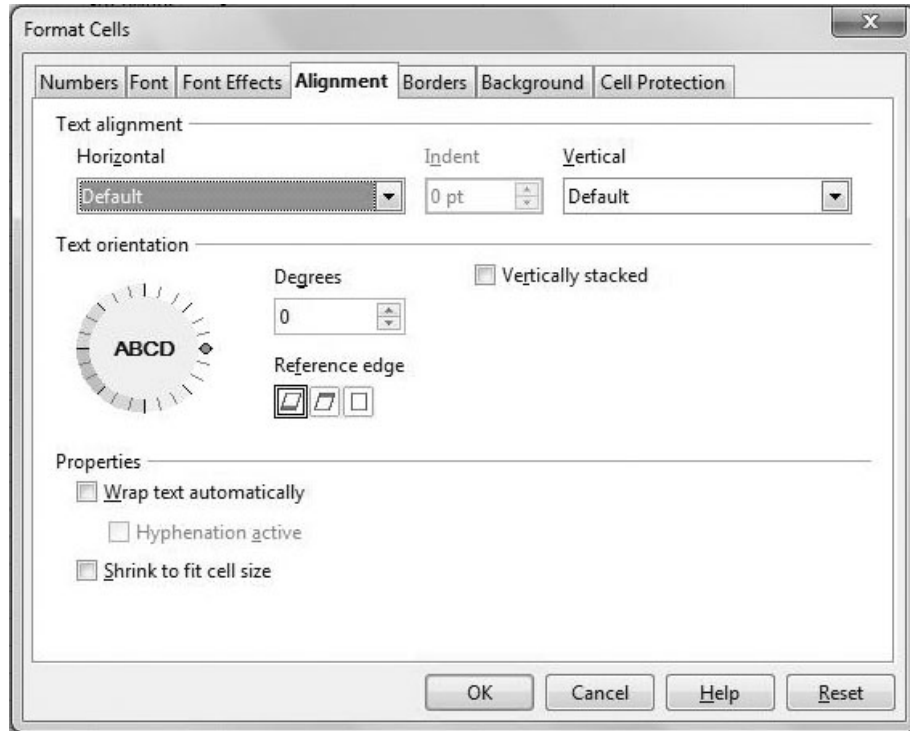 Format Cells
X
Numbers Font Font Effects Alignment Borders Background Cell Protection
Text alignment
Horizontal Indent Vertical
Default 0 pt Default
Text orientation
Degrees Vertically stacked
0
ABCD
Reference edge
Properties
Wrap text automatically
Hyphenation active
Shrink to fit cell size
OK Cancel Help Reset